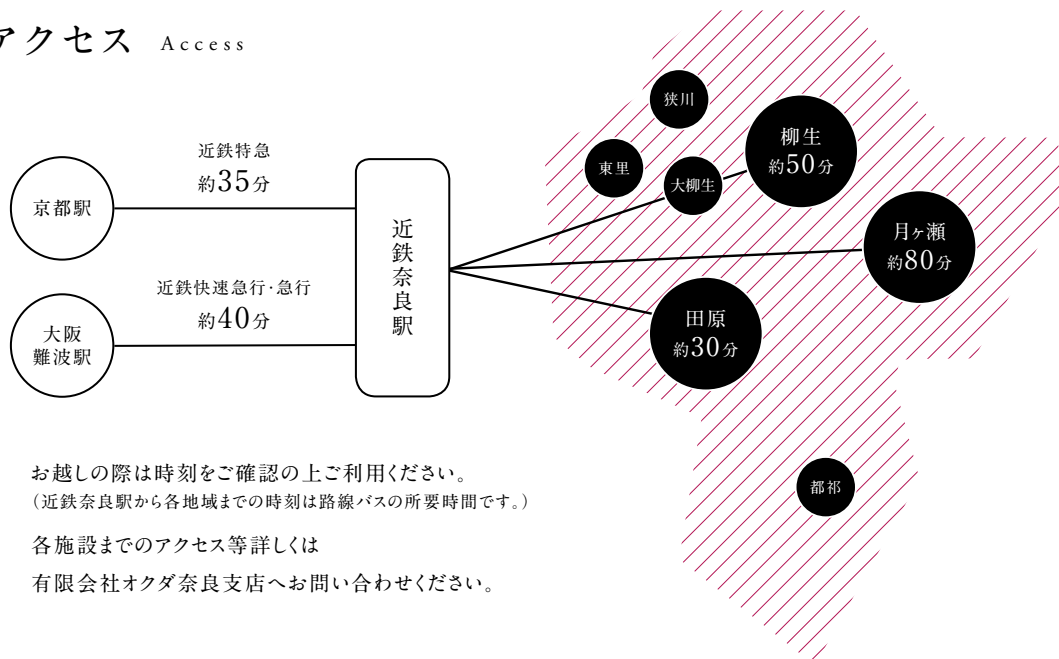 アクセス Access
京都駅
近鉄特急
約35分
大阪
難波駅
近鉄快速急行・急行
約40分
近鉄奈良駅
狭川
東里
大柳生
柳生
約50分
月ヶ瀬
約80分
田原
約30分
都祁
お越しの際は時刻をご確認の上ご利用ください。
（近鉄奈良駅から各地域までの時刻は路線バスの所要時間です。）
各施設までのアクセス等詳しくは
有限会社オクダ奈良支店へお問い合わせください。